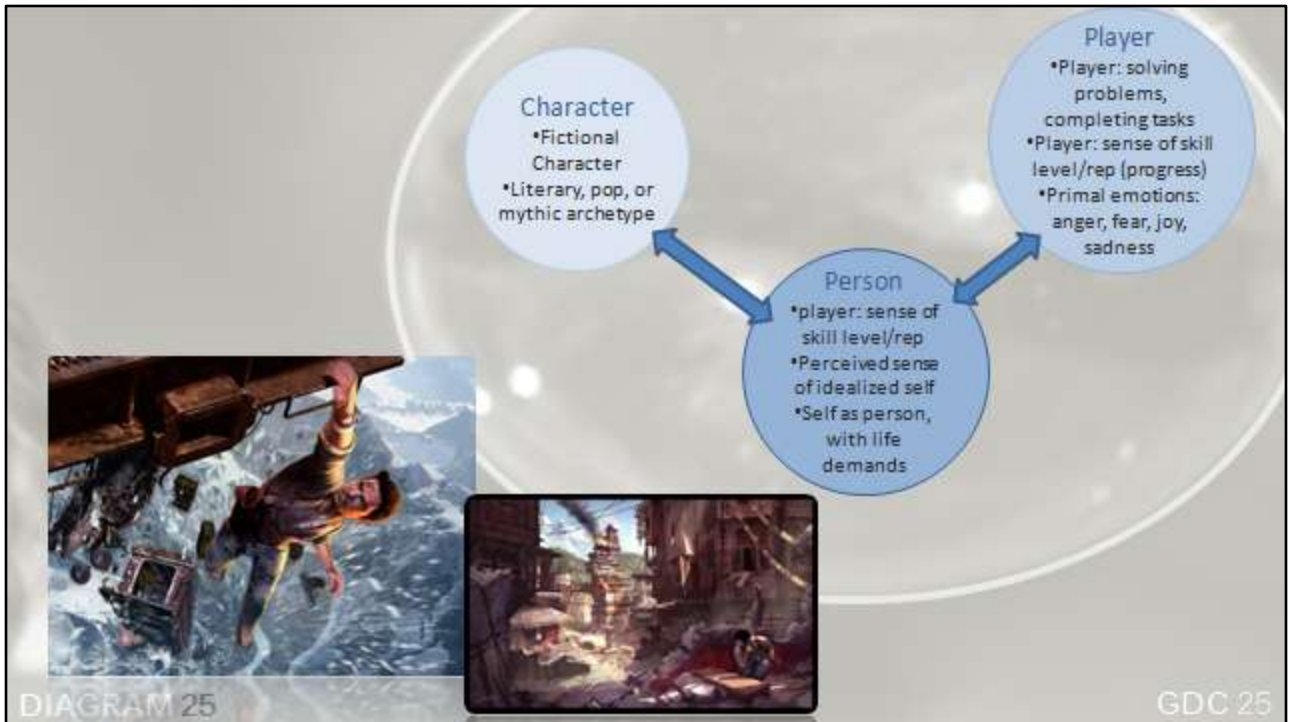 Character
•Fictional
Character
•Literary, pop, or
mythic archetype
Player
•Player: solving
problems,
completing tasks
•Player: sense of skill
level/rep (progress)
•Primal emotions:
anger, fear, joy,
sadness
Person
•player: sense of
skill level/rep
•Perceived sense
of idealized self
•Self as person,
with life
demands
DIAGRAM 25
GDC 25